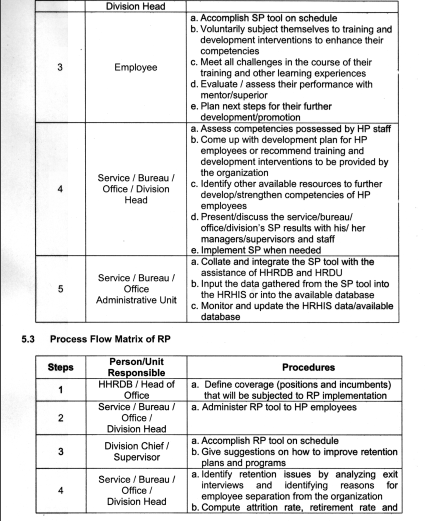 Division Head
3
Employee
a. Accomplish SP tool on schedule
b. Voluntarily subject themselves to training and
development interventions to enhance their
competencies
c. Meet all challenges in the course of their
training and other learning experiences
d. Evaluate / assess their performance with
mentor/superior
e. Plan next steps for their further
development/promotion
4
Service / Bureau /
Office / Division
Head
a. Assess competencies possessed by HP staff
b. Come up with development plan for HP
employees or recommend training and
development interventions to be provided by
the organization
c. Identify other available resources to further
develop/strengthen competencies of HP
employees
d. Present/discuss the service/bureau/
office/division's SP results with his/ her
managers/supervisors and staff
e. Implement SP when needed
5
Service / Bureau /
Office
Administrative Unit
a. Collate and integrate the SP tool with the
assistance of HHRDB and HRDU
b. Input the data gathered from the SP tool into
the HRHIS or into the available database
c. Monitor and update the HRHIS data/available
database
5.3 Process Flow Matrix of RP
Steps
Person/Unit
Responsible
Procedures
1
HHRDB / Head of
Office
a. Define coverage (positions and incumbents)
that will be subjected to RP implementation
2
Service / Bureau /
Office /
Division Head
a. Administer RP tool to HP employees
3
Division Chief /
Supervisor
a. Accomplish RP tool on schedule
b. Give suggestions on how to improve retention
plans and programs
4
Service / Bureau /
Office /
Division Head
a. Identify retention issues by analyzing exit
interviews and identifying reasons for
employee separation from the organization
b. Compute attrition rate, retirement rate and